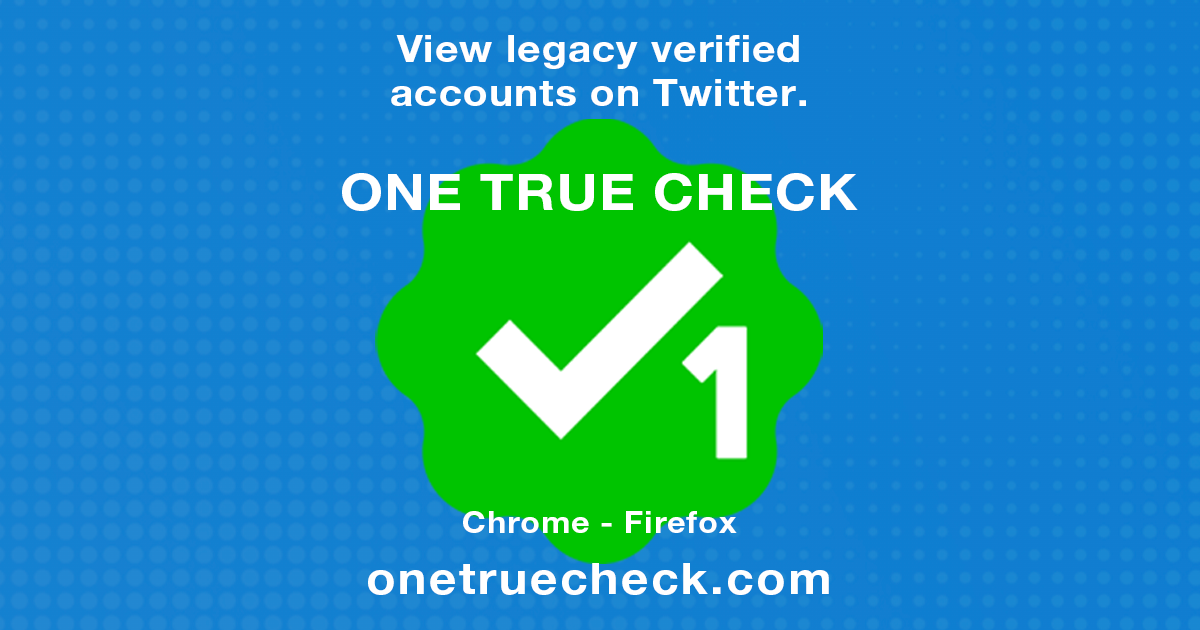 View legacy verified
accounts on Twitter.
ONE TRUE CHECK
1
Chrome - Firefox
onetruecheck.com